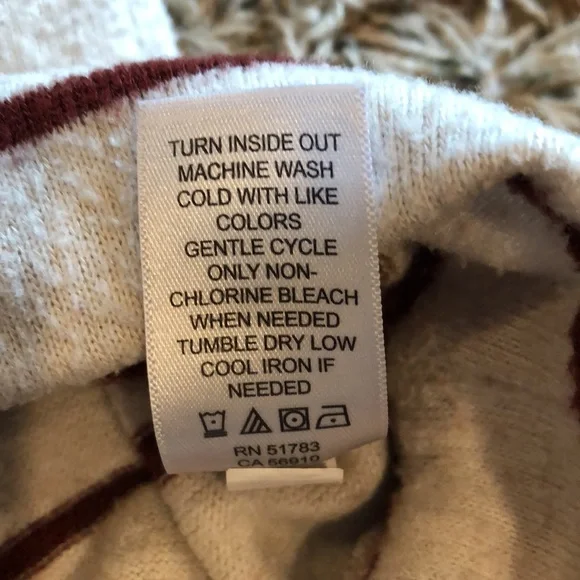 TURN INSIDE OUT
MACHINE WASH
COLD WITH LIKE
COLORS
GENTLE CYCLE
ONLY NON-
CHLORINE BLEACH
WHEN NEEDED
TUMBLE DRY LOW
COOL IRON IF
NEEDED
RN 51783
CA